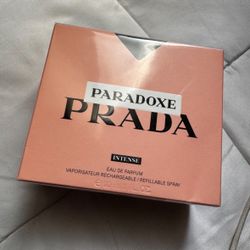 PARADOXE
PRADA
INTENSE
EAU DE PARFUM
VAPORISATEUR RECHARGEABLE / REFILLABLE SPRAY